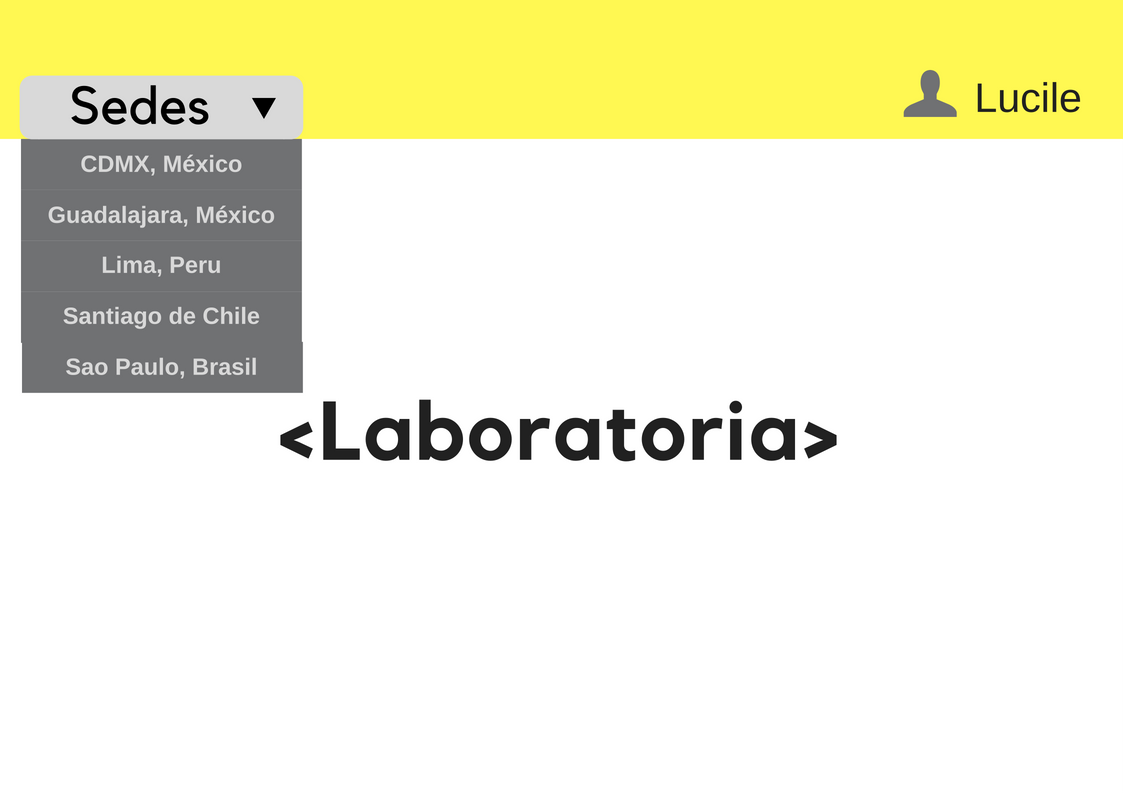 Sedes ▼
Lucile
CDMX, México
Guadalajara, México
Lima, Peru
Santiago de Chile
Sao Paulo, Brasil
<Laboratoria>